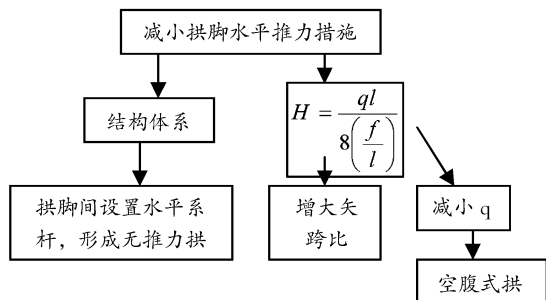 减小拱脚水平推力措施
结构体系
H = ql / 8(f/l)
拱脚间设置水平系
杆，形成无推力拱
增大矢
跨比
减小 q
空腹式拱